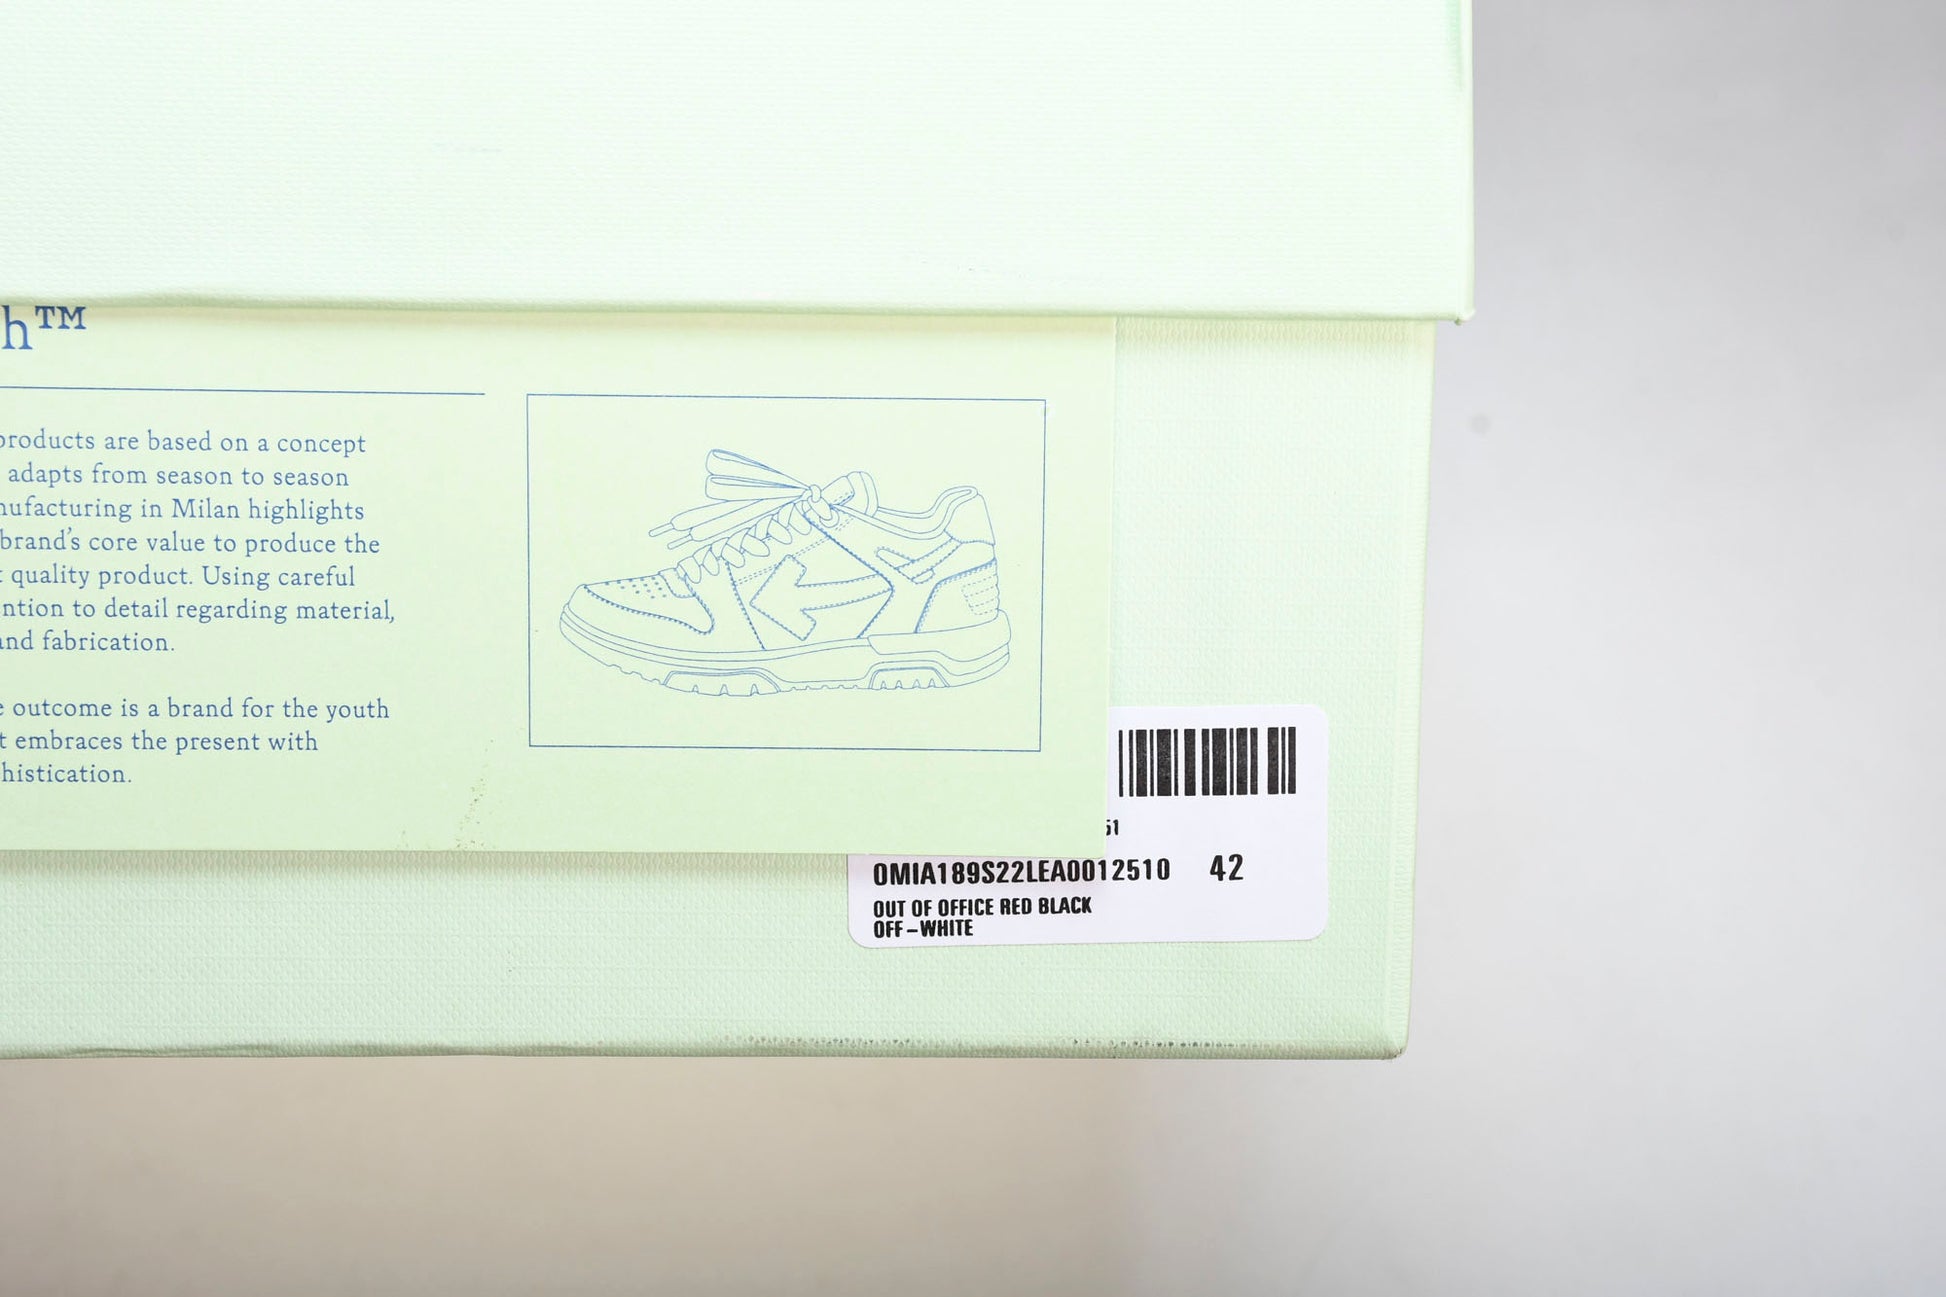 h™
products are based on a concept
adapts from season to season
nufacturing in Milan highlights
brand's core value to produce the
quality product. Using careful
ntion to detail regarding material,
and fabrication.
outcome is a brand for the youth
t embraces the present with
histication.
51
OMIA189S22LEA0012510 42
OUT OF OFFICE RED BLACK
OFF-WHITE